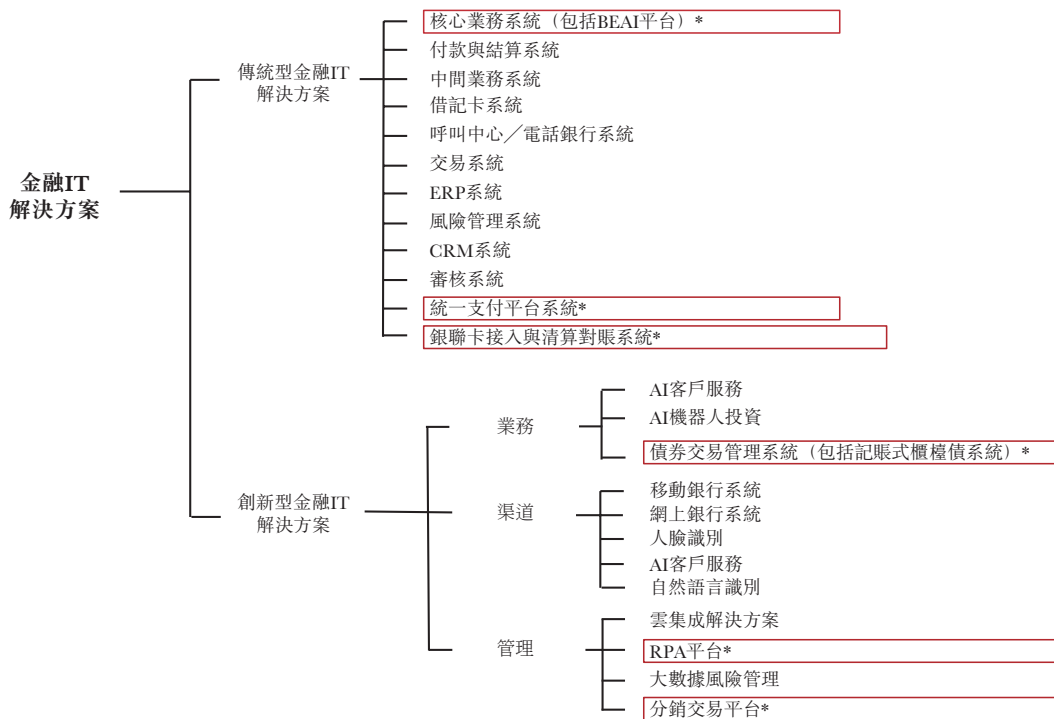 金融IT
解決方案
傳統型金融IT
解決方案
核心業務系統（包括BEAI平台）*
付款與結算系統
中間業務系統
借記卡系統
呼叫中心／電話銀行系統
交易系統
ERP系統
風險管理系統
CRM系統
審核系統
統一支付平台系統*
銀聯卡接入與清算對賬系統*
創新型金融IT
解決方案
業務
AI客戶服務
AI機器人投資
債券交易管理系統（包括記賬式櫃檯債系統）*
渠道
移動銀行系統
網上銀行系統
人臉識別
AI客戶服務
自然語言識別
管理
雲集成解決方案
RPA平台*
大數據風險管理
分銷交易平台*